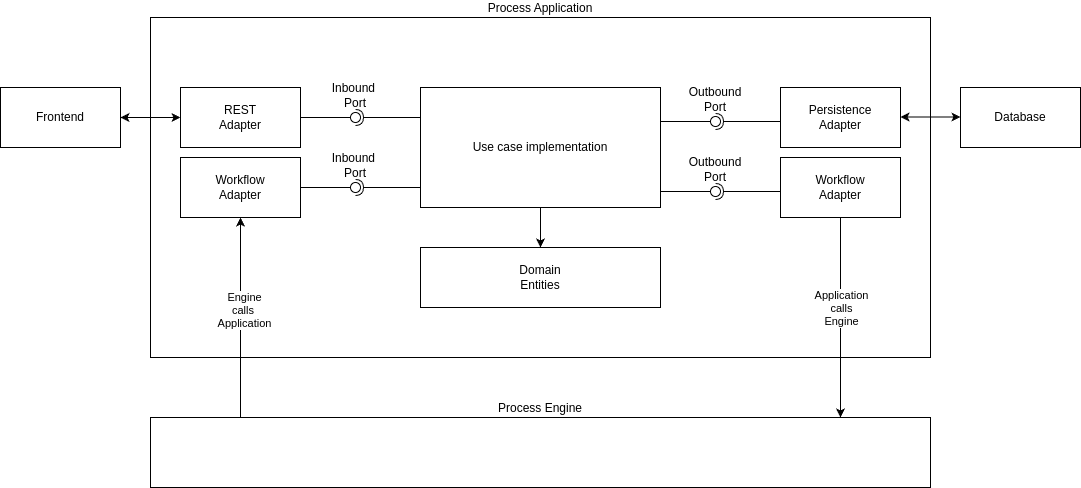 Process Application
Frontend
REST
Adapter
Inbound
Port
Use case implementation
Outbound
Port
Persistence
Adapter
Database
Workflow
Adapter
Inbound
Port
Outbound
Port
Workflow
Adapter
Domain
Entities
Engine
calls
Application
Application
calls
Engine
Process Engine